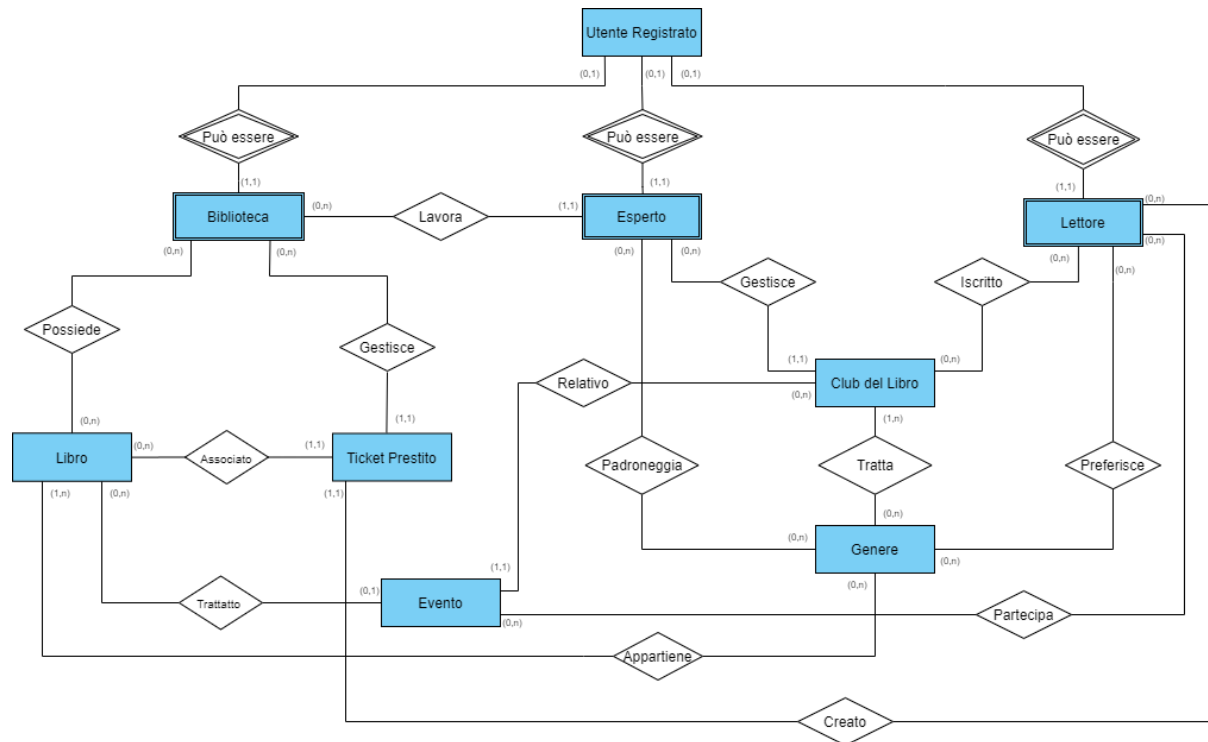 Utente Registrato
(0,1)
(0,1)
(0,1)
Può essere
Può essere
Può essere
(1,1)
(1,1)
(1,1)
(0,n)
Biblioteca
(0,n)
Lavora
(1,1)
Esperto
Lettore
(0,n)
(0,n)
(0,n)
(0,n)
(0,n)
(0,n)
(0,n)
Gestisce
Iscritto
Possiede
Gestisce
(1,1)
(0,n)
Relativo
Club del Libro
(0,n)
(1,n)
(0,n)
(1,1)
(0,n)
(1,1)
Libro
Associato
Ticket Prestito
Padroneggia
Tratta
Preferisce
(1,n)
(0,n)
(1,1)
(0,n)
(0,n)
(0,n)
Genere
(1,1)
(0,n)
(0,1)
Trattatto
Evento
(0,n)
Partecipa
Appartiene
Creato